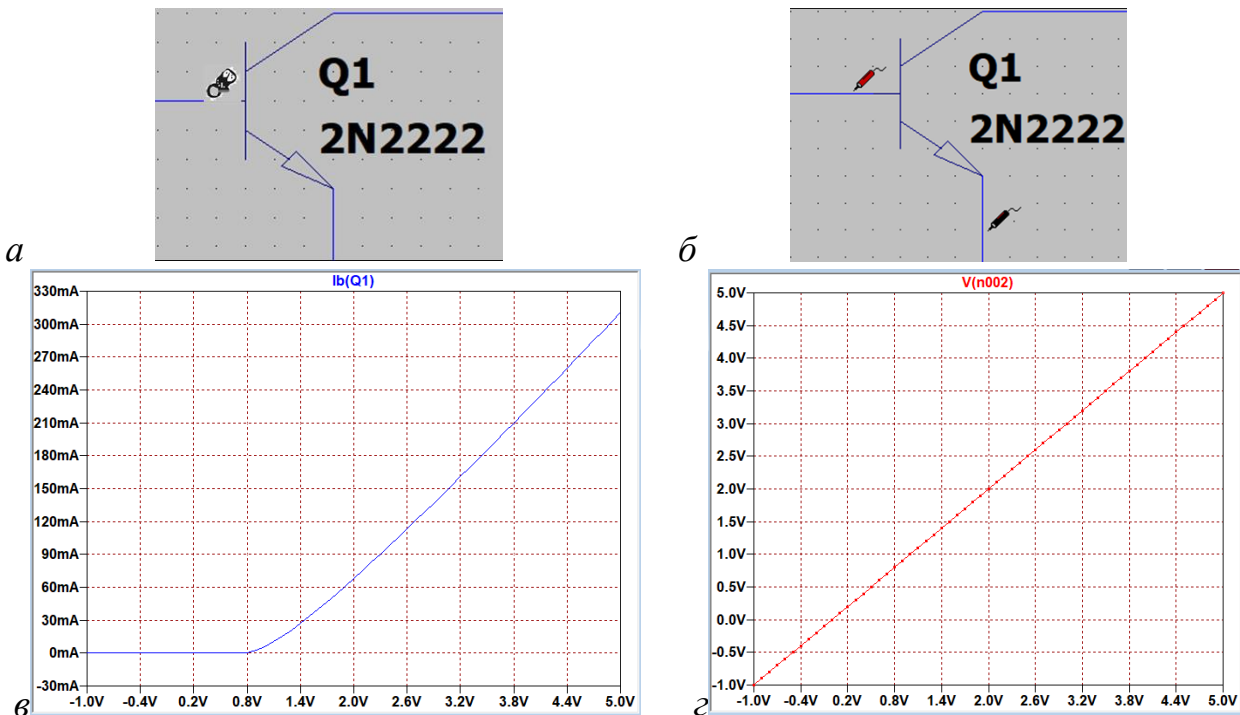 Q1
2N2222
а
Q1
2N2222
б
Ib(Q1)
330mA
300mA
270mA
240mA
210mA
180mA
150mA
120mA
90mA
60mA
30mA
0mA
-30mA
-1.0V -0.4V 0.2V 0.8V 1.4V 2.0V 2.6V 3.2V 3.8V 4.4V 5.0V
в
V(n002)
5.0V
4.5V
4.0V
3.5V
3.0V
2.5V
2.0V
1.5V
1.0V
0.5V
0.0V
-0.5V
-1.0V
-1.0V -0.4V 0.2V 0.8V 1.4V 2.0V 2.6V 3.2V 3.8V 4.4V 5.0V
г